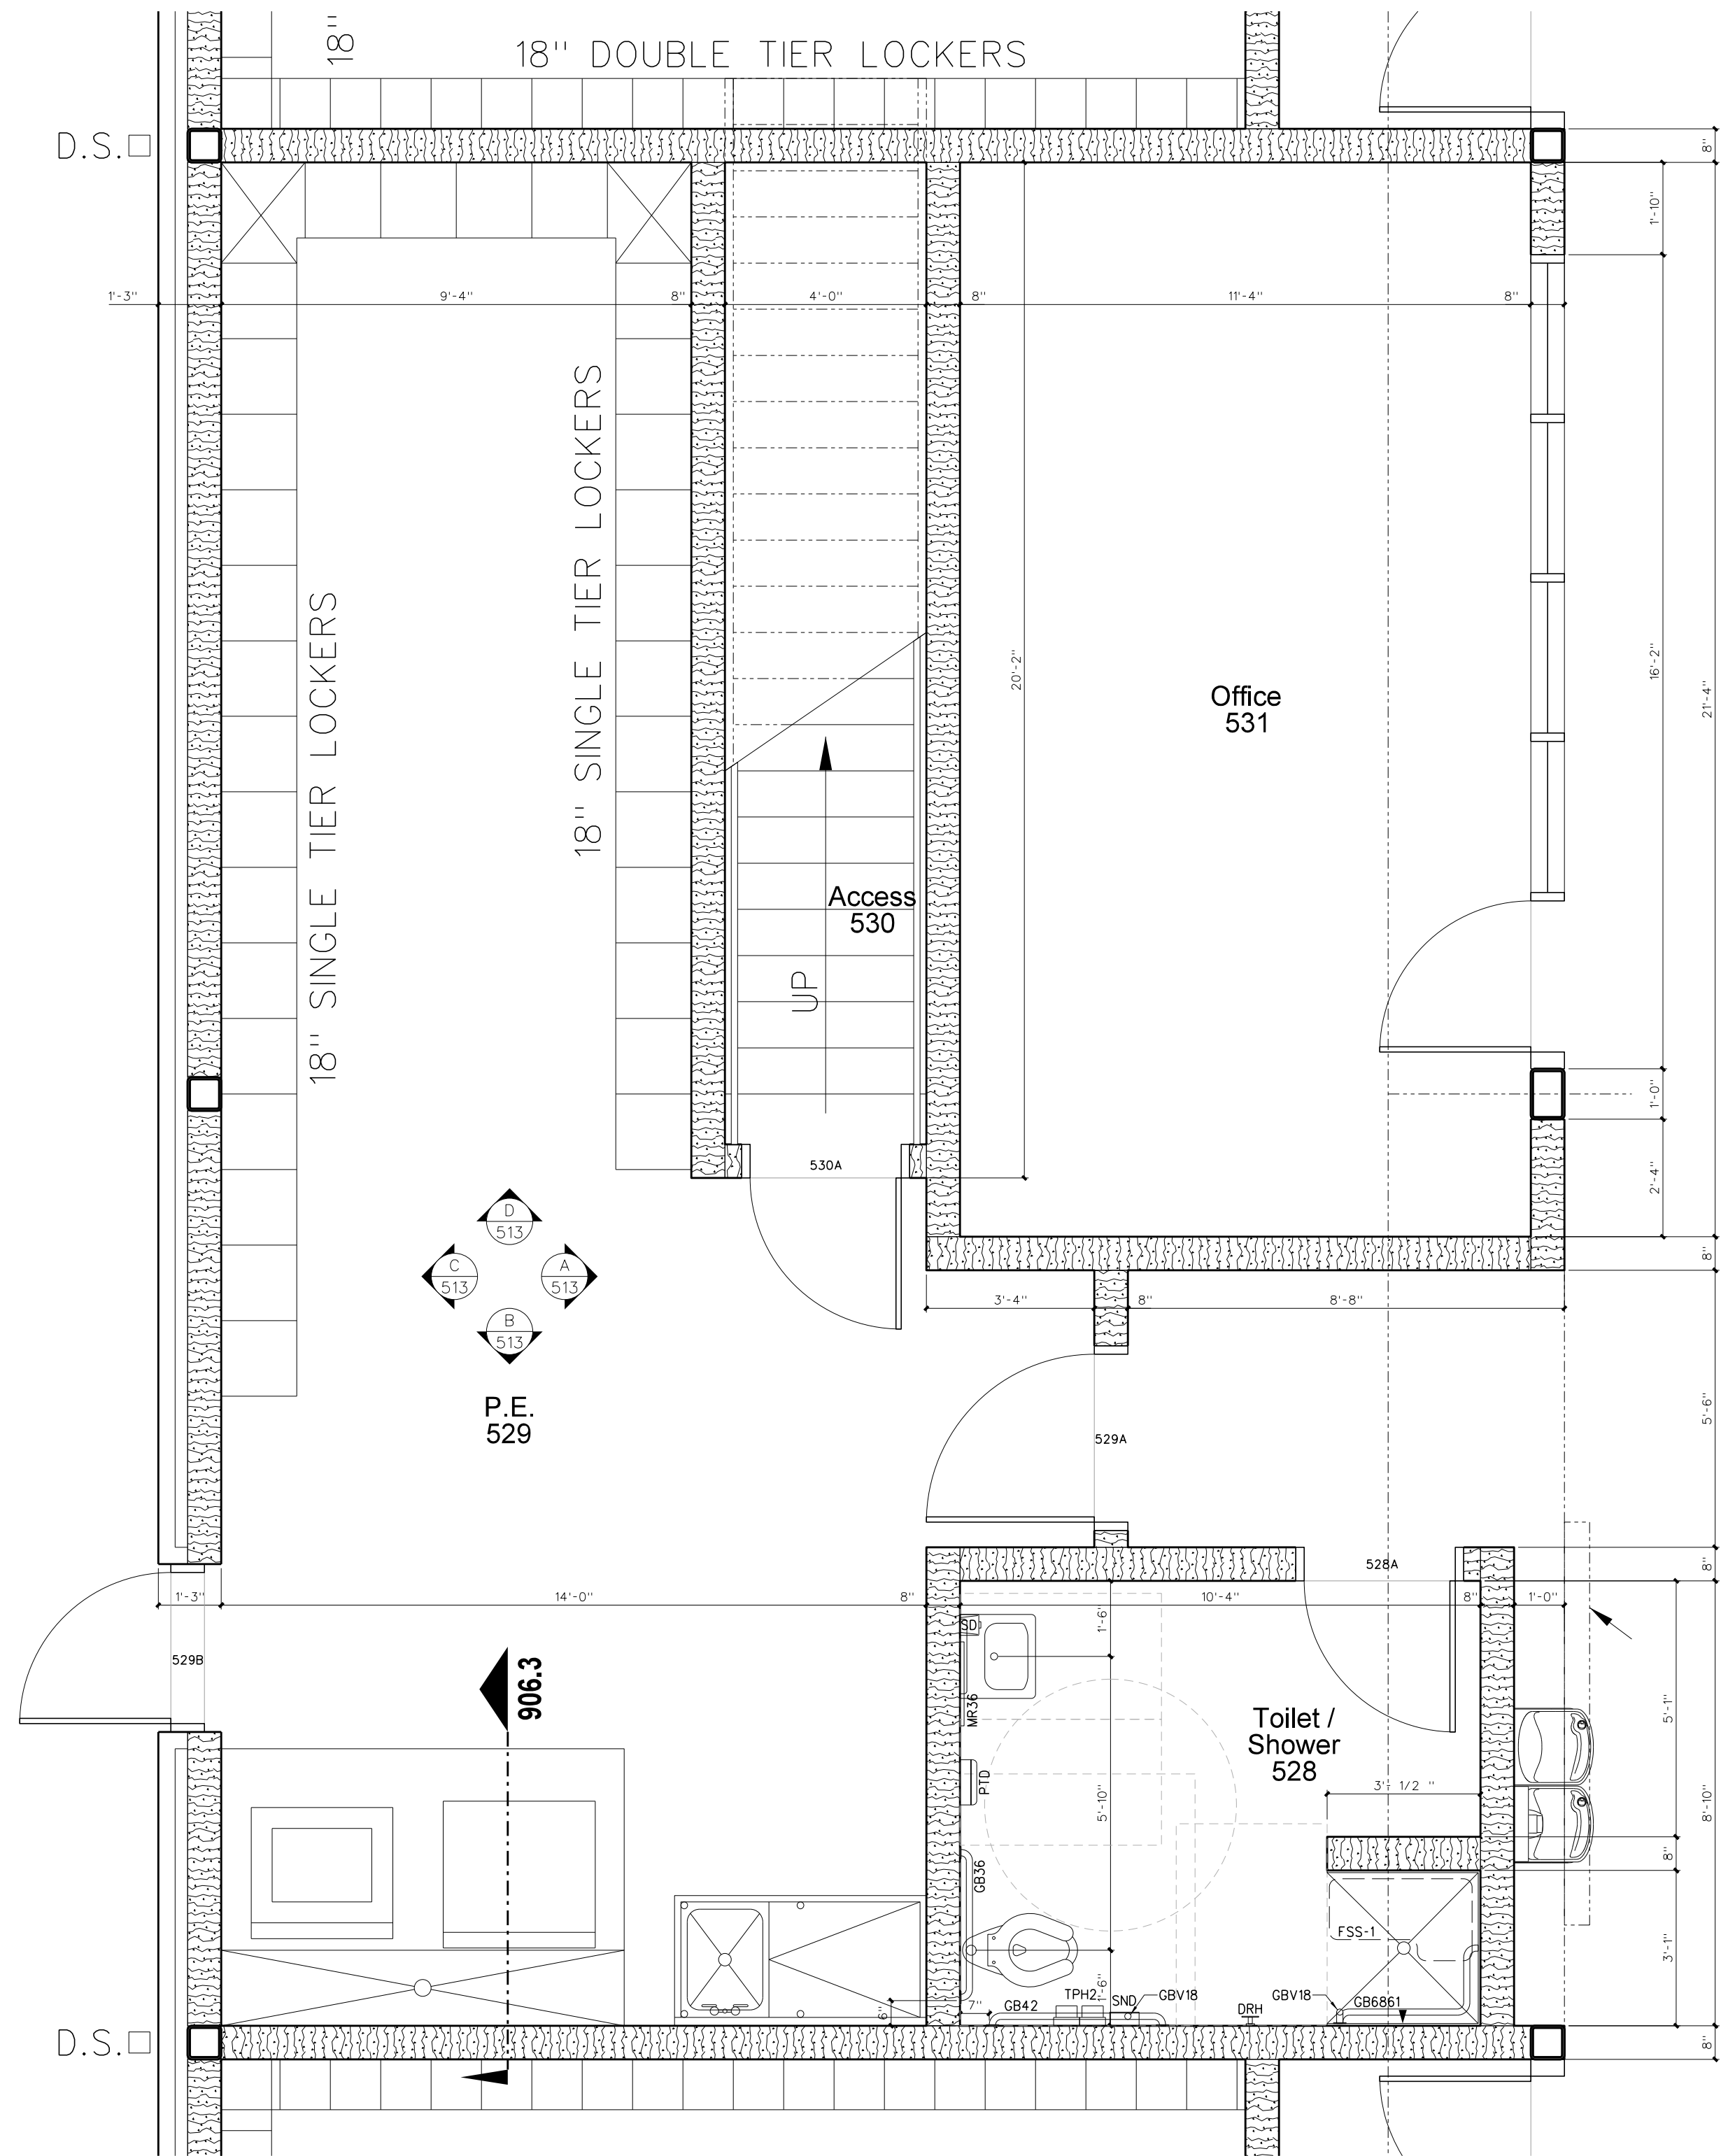 18"
18" DOUBLE TIER LOCKERS
D.S.
8"
1'-10"
1'-3"
9'-4"
8"
4'-0"
8"
11'-4"
8"
18" SINGLE TIER LOCKERS
18" SINGLE TIER LOCKERS
20'-2"
16'-2"
21'-4"
Office
531
Access
530
UP
1'-0"
2'-4"
530A
D
513
C
513
A
513
B
513
8"
3'-4"
8"
8'-8"
P.E.
529
529A
5'-6"
528A
8"
1'-3"
14'-0"
8"
10'-4"
8"
1'-0"
1'-6"
SD
529B
906.3
MR36
Toilet /
Shower
528
5'-1"
PTD
3'- 1/2 "
5'-10"
8'-10"
8"
GB36
FSS-1
3'-1"
1'-6"
6"
7"
GB42
TPH2
SND
GBV18
DRH
GBV18
GB6861
D.S.
8"